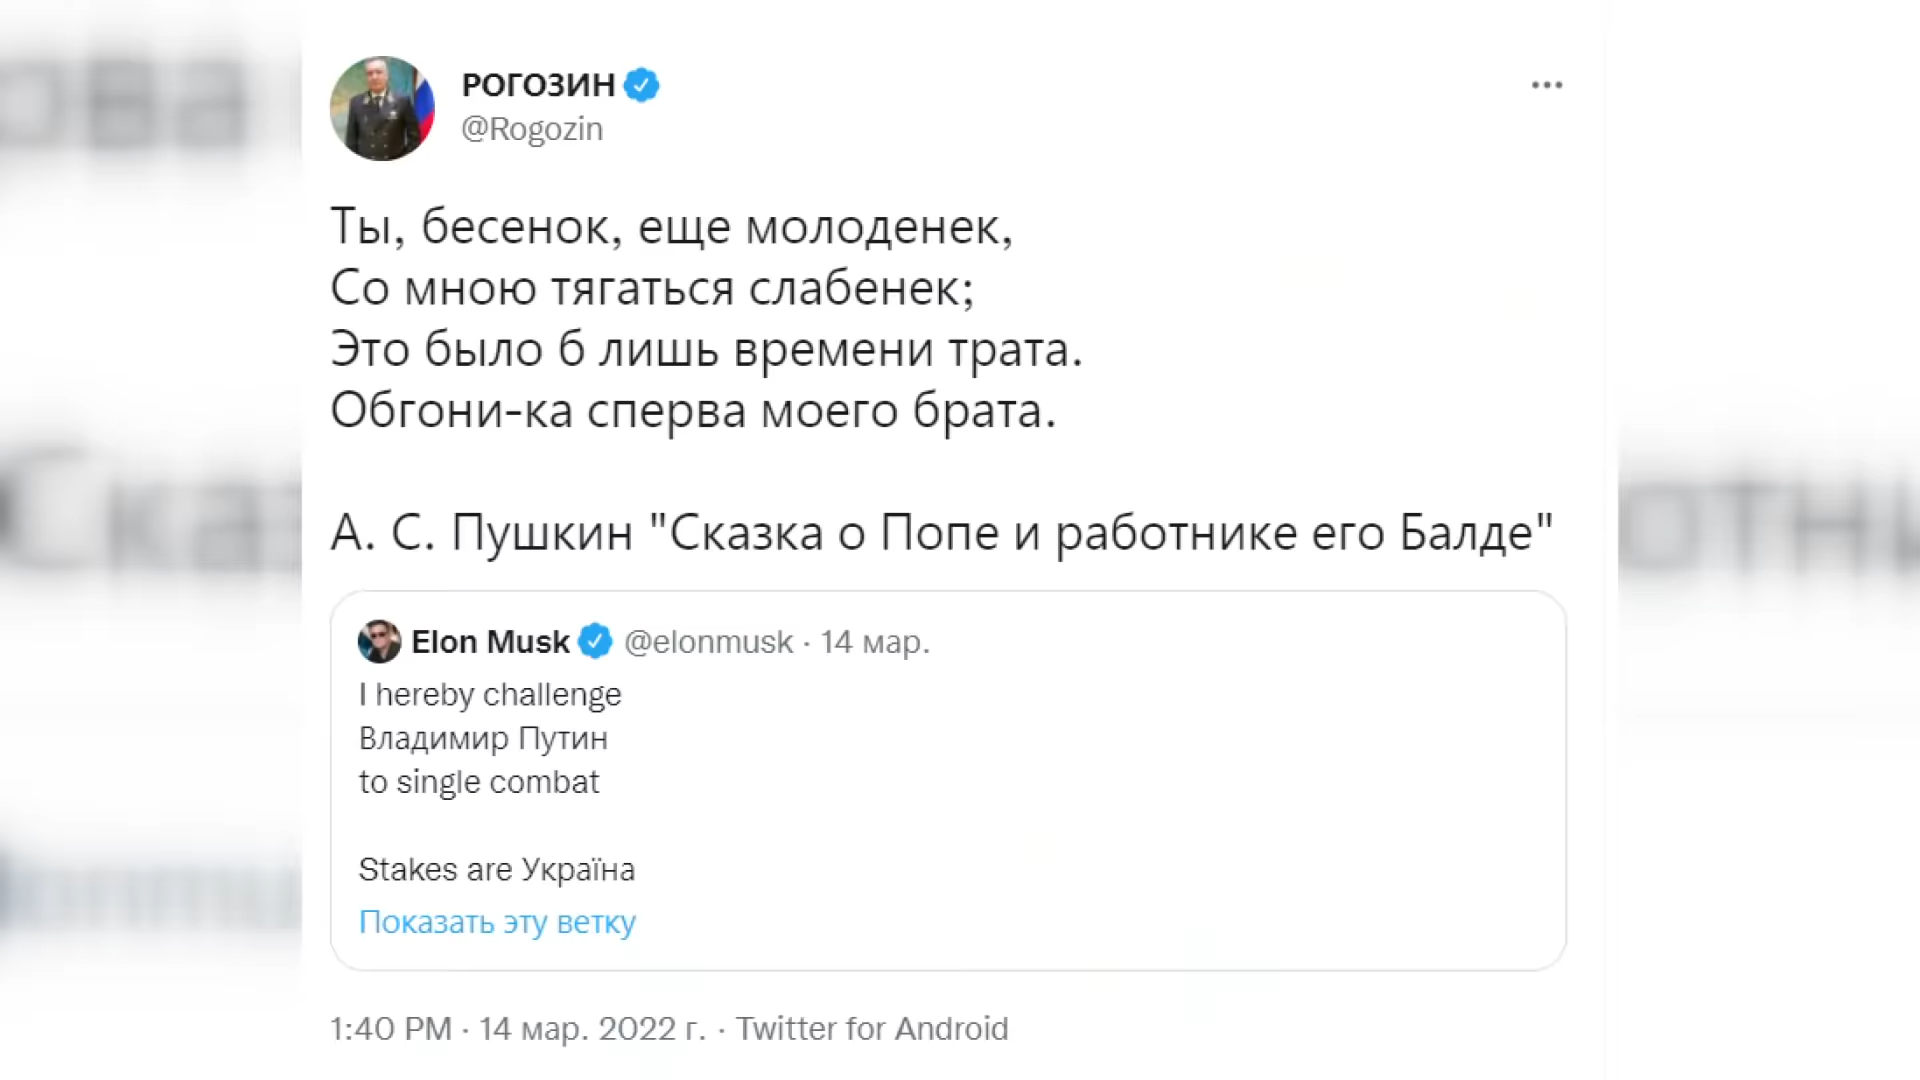 РОГОЗИН
@Rogozin
Ты, бесенок, еще молоденек,
Со мною тягаться слабенек;
Это было б лишь времени трата.
Обгони-ка сперва моего брата.
А. С. Пушкин "Сказка о Попе и работнике его Балде"
Elon Musk @elonmusk · 14 мар.
I hereby challenge
Владимир Путин
to single combat
Stakes are Україна
Показать эту ветку
1:40 PM · 14 мар. 2022 г. · Twitter for Android